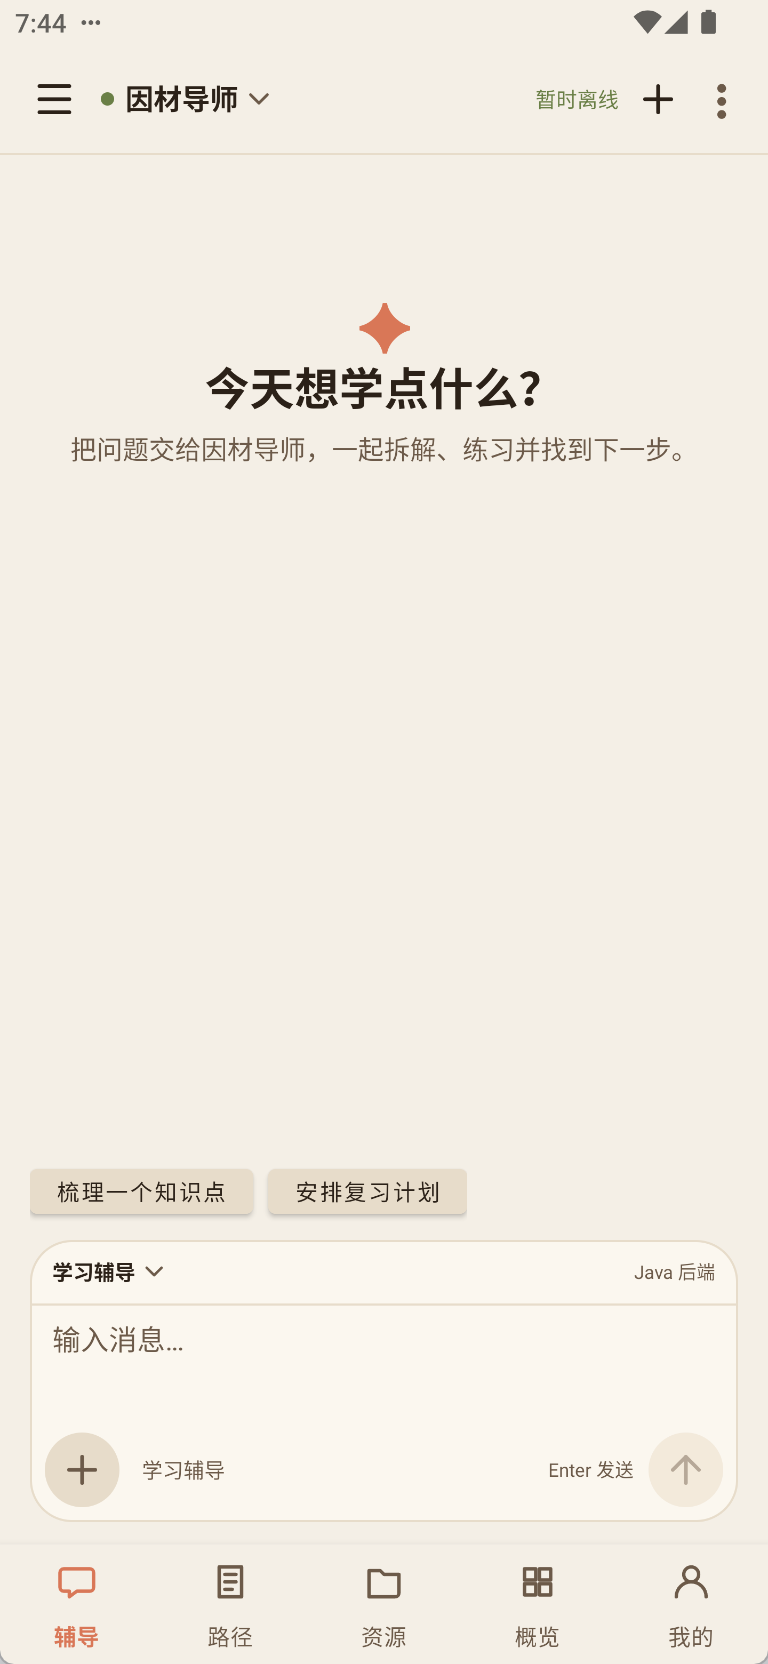 7:44
因材导师
暂时离线
今天想学点什么？
把问题交给因材导师，一起拆解、练习并找到下一步。
梳理一个知识点
安排复习计划
学习辅导
Java 后端
输入消息...
学习辅导
Enter 发送
辅导
路径
资源
概览
我的